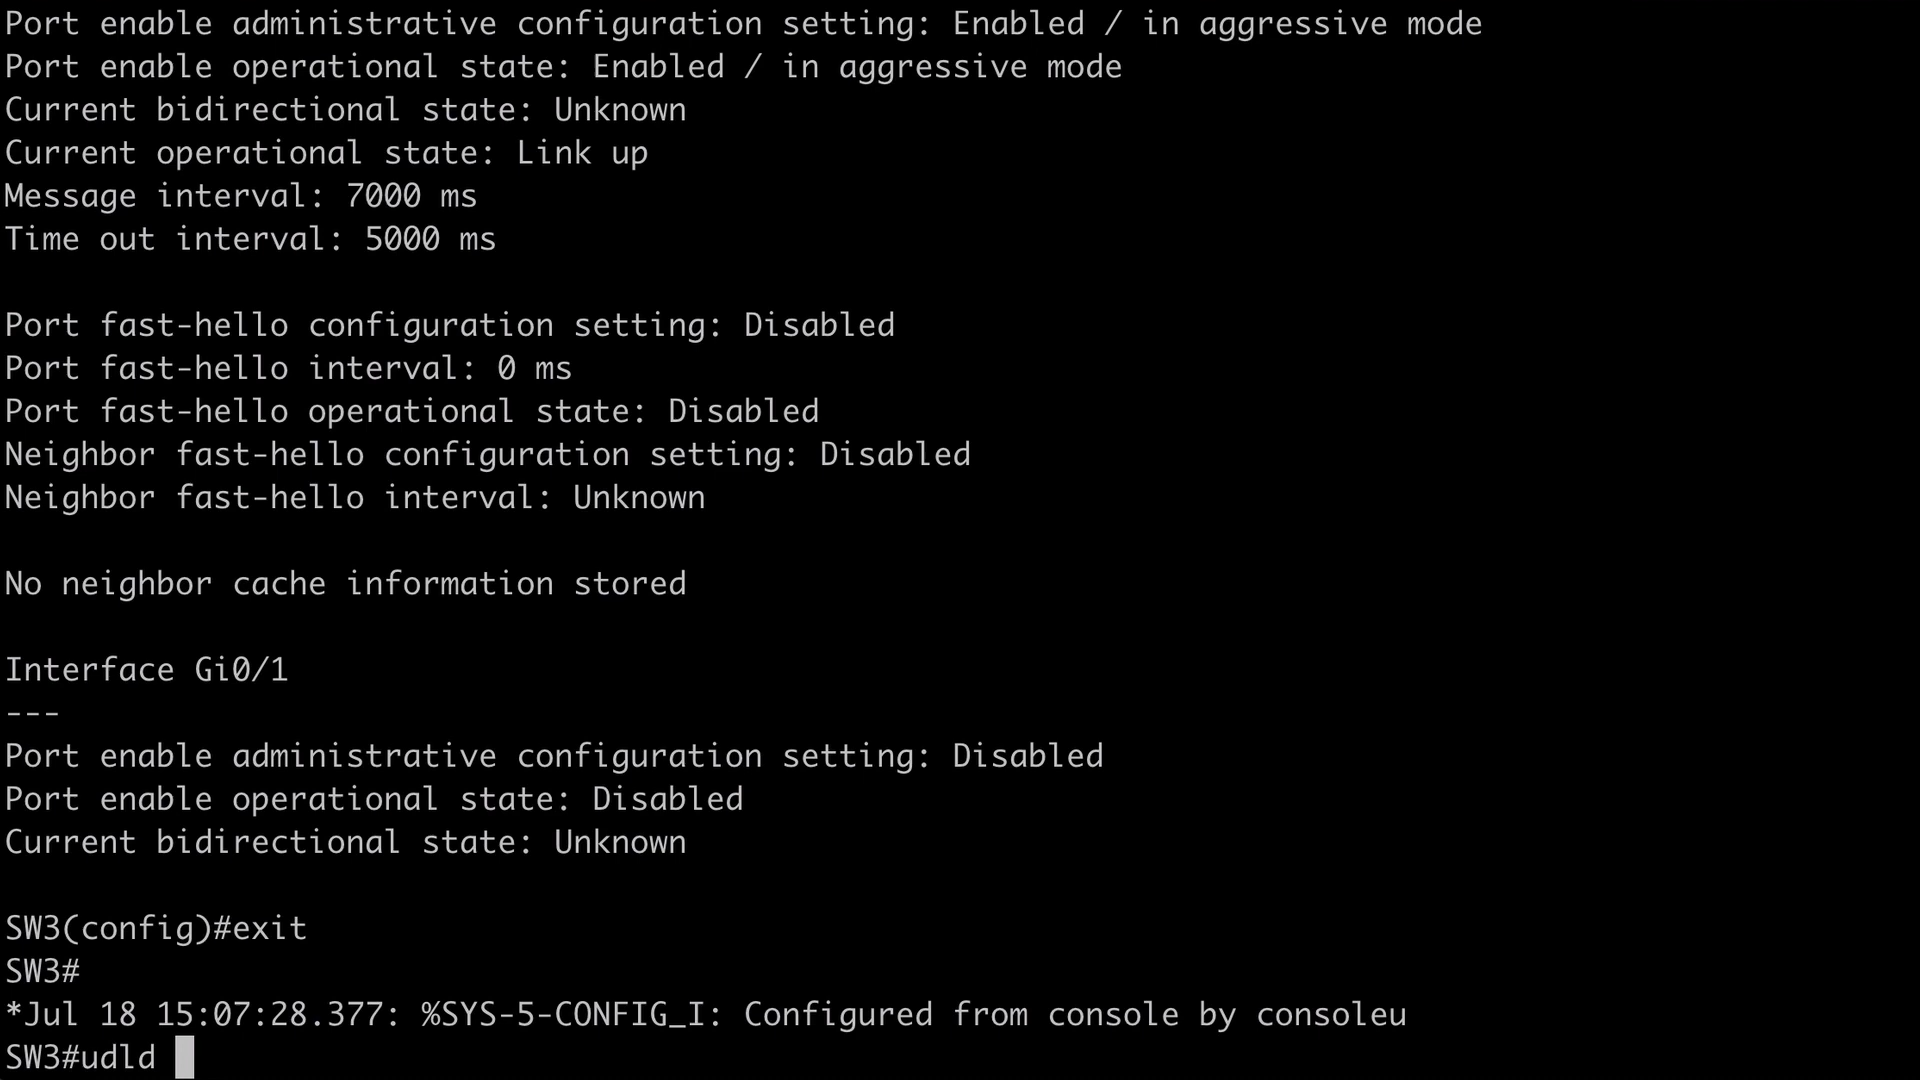 Port enable administrative configuration setting: Enabled / in aggressive mode
Port enable operational state: Enabled / in aggressive mode
Current bidirectional state: Unknown
Current operational state: Link up
Message interval: 7000 ms
Time out interval: 5000 ms
Port fast-hello configuration setting: Disabled
Port fast-hello interval: 0 ms
Port fast-hello operational state: Disabled
Neighbor fast-hello configuration setting: Disabled
Neighbor fast-hello interval: Unknown
No neighbor cache information stored
Interface Gi0/1
---
Port enable administrative configuration setting: Disabled
Port enable operational state: Disabled
Current bidirectional state: Unknown
SW3(config)#exit
SW3#
*Jul 18 15:07:28.377: %SYS-5-CONFIG_I: Configured from console by consoleu
SW3#udld